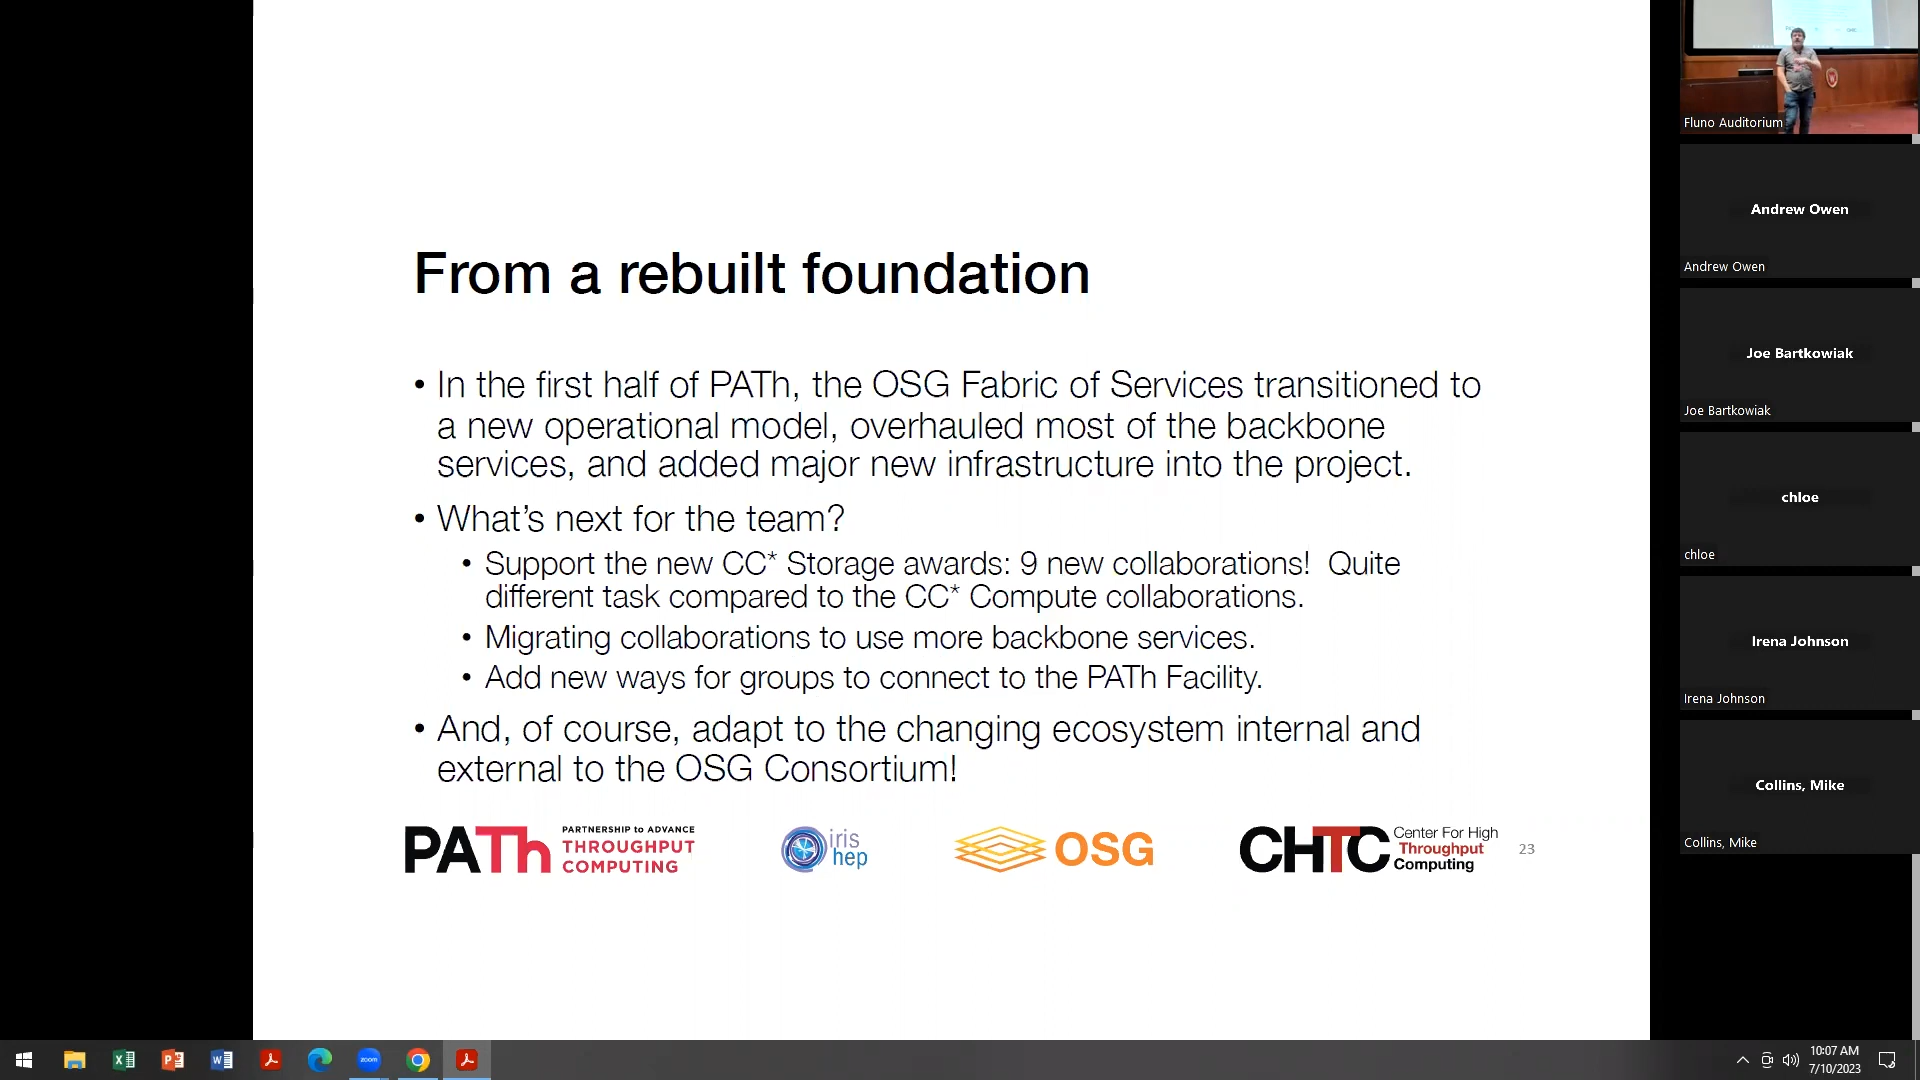 From a rebuilt foundation
• In the first half of PATh, the OSG Fabric of Services transitioned to
a new operational model, overhauled most of the backbone
services, and added major new infrastructure into the project.
• What’s next for the team?
• Support the new CC* Storage awards: 9 new collaborations!  Quite
different task compared to the CC* Compute collaborations.
• Migrating collaborations to use more backbone services.
• Add new ways for groups to connect to the PATh Facility.
• And, of course, adapt to the changing ecosystem internal and
external to the OSG Consortium!
PATh
PARTNERSHIP to ADVANCE
THROUGHPUT
COMPUTING
iris
hep
OSG
CHTC
Center For High
Throughput
Computing
23
Fluno Auditorium
Andrew Owen
Andrew Owen
Joe Bartkowiak
Joe Bartkowiak
chloe
chloe
Irena Johnson
Irena Johnson
Collins, Mike
Collins, Mike
zoom
10:07 AM
7/10/2023